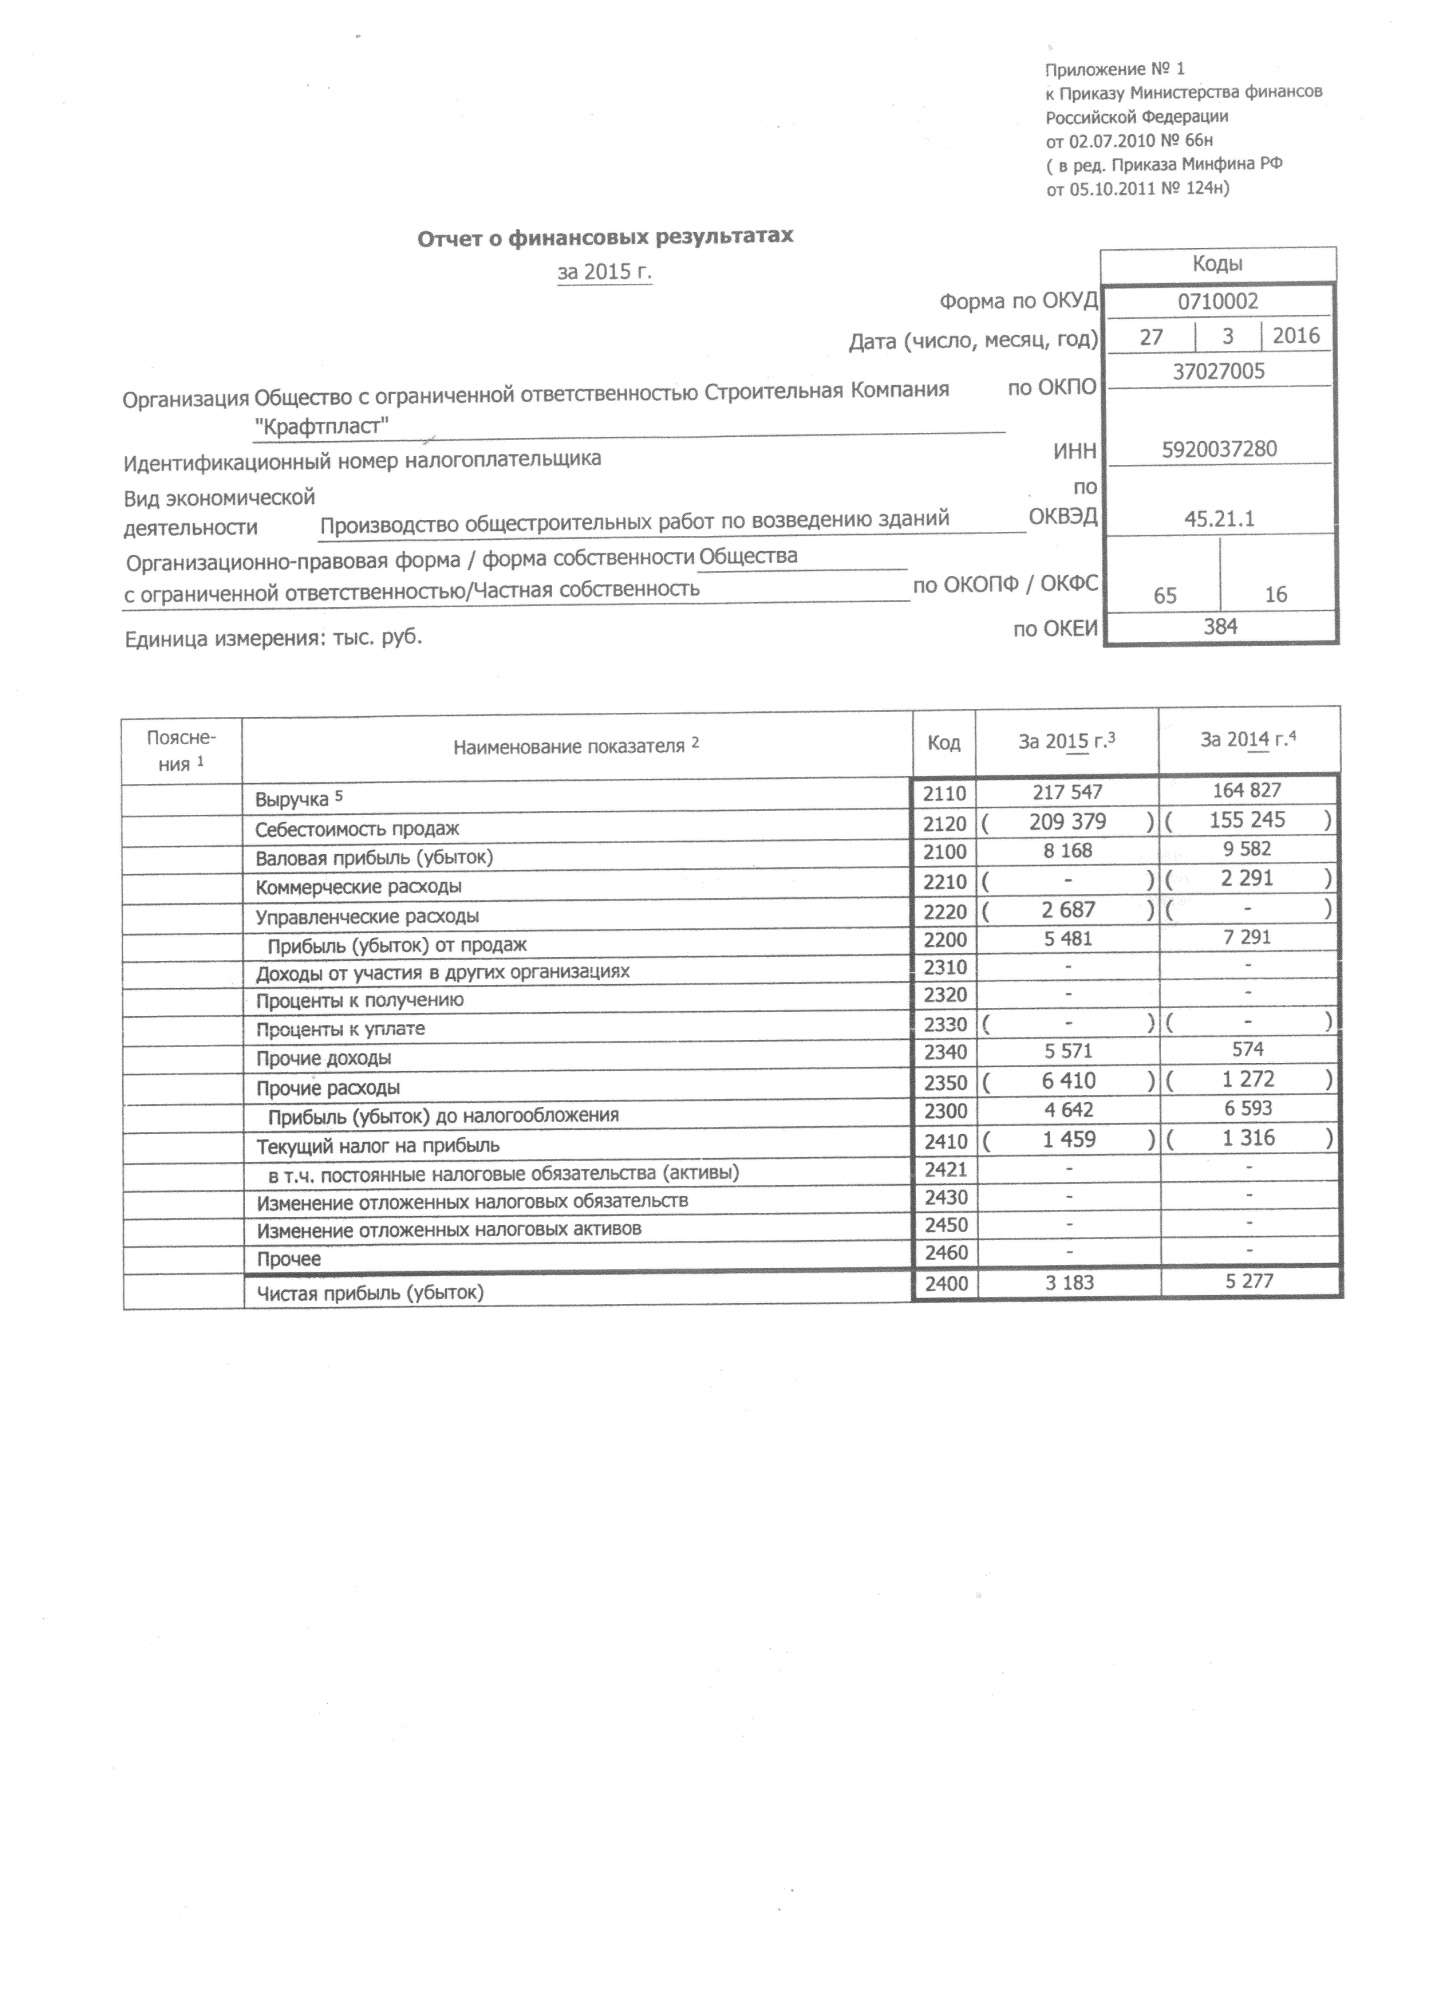 Приложение № 1
к Приказу Министерства финансов
Российской Федерации
от 02.07.2010 № 66н
( в ред. Приказа Минфина РФ
от 05.10.2011 № 124н)
Отчет о финансовых результатах
за 2015 г.
Коды
Форма по ОКУД 0710002
Дата (число, месяц, год) 27 3 2016
Организация Общество с ограниченной ответственностью Строительная Компания по ОКПО 37027005
"Крафтпласт"
Идентификационный номер налогоплательщика ИНН 5920037280
Вид экономической по
деятельности Производство общестроительных работ по возведению зданий ОКВЭД 45.21.1
Организационно-правовая форма / форма собственности Общества
с ограниченной ответственностью/Частная собственность по ОКОПФ / ОКФС 65 16
Единица измерения: тыс. руб. по ОКЕИ 384
Поясне-
ния 1 Наименование показателя 2 Код За 2015 г.3 За 2014 г.4
Выручка 5 2110 217 547 164 827
Себестоимость продаж 2120 ( 209 379 ) ( 155 245 )
Валовая прибыль (убыток) 2100 8 168 9 582
Коммерческие расходы 2210 ( - ) ( 2 291 )
Управленческие расходы 2220 ( 2 687 ) ( - )
Прибыль (убыток) от продаж 2200 5 481 7 291
Доходы от участия в других организациях 2310 - -
Проценты к получению 2320 - -
Проценты к уплате 2330 ( - ) ( - )
Прочие доходы 2340 5 571 574
Прочие расходы 2350 ( 6 410 ) ( 1 272 )
Прибыль (убыток) до налогообложения 2300 4 642 6 593
Текущий налог на прибыль 2410 ( 1 459 ) ( 1 316 )
в т.ч. постоянные налоговые обязательства (активы) 2421 - -
Изменение отложенных налоговых обязательств 2430 - -
Изменение отложенных налоговых активов 2450 - -
Прочее 2460 - -
Чистая прибыль (убыток) 2400 3 183 5 277